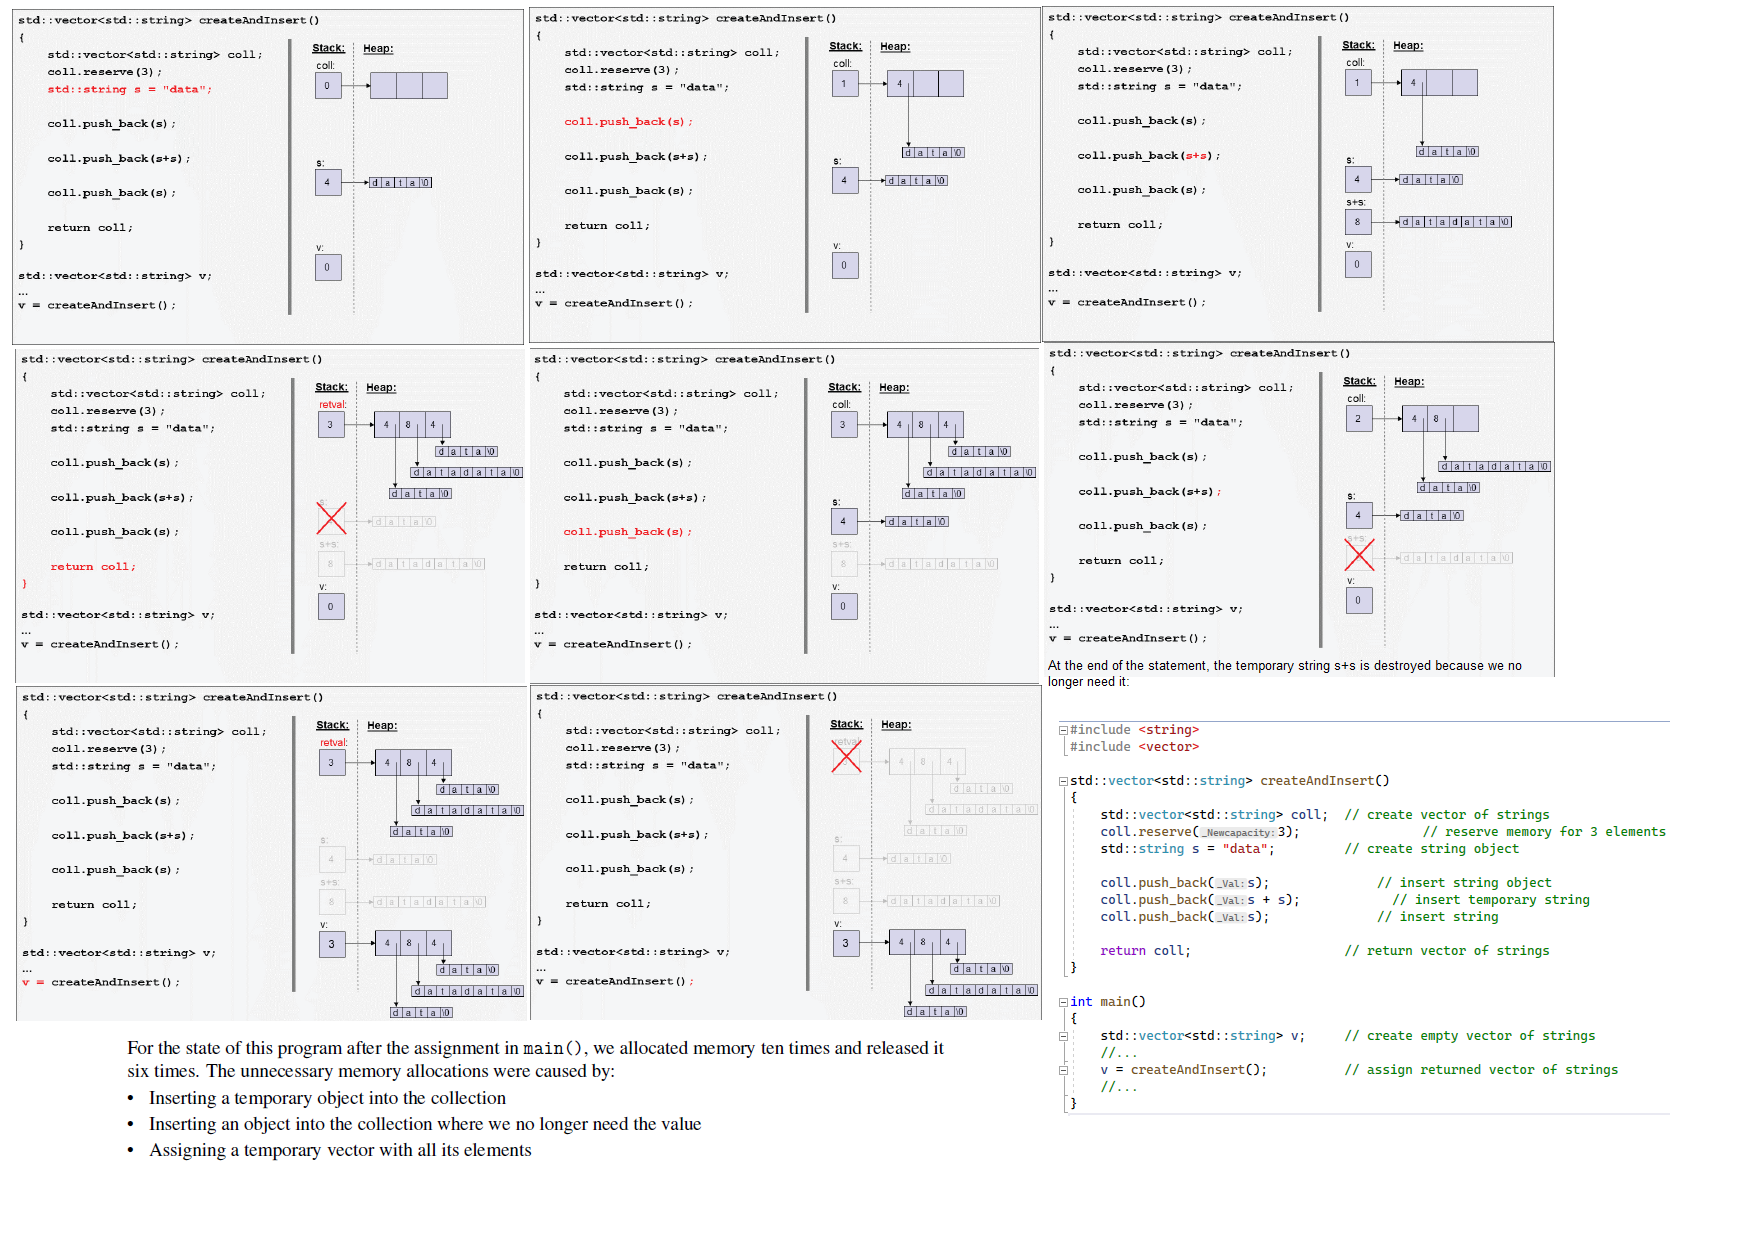 std::vector<std::string> createAndInsert()
{
std::vector<std::string> coll;
coll.reserve(3);
std::string s = "data";
coll.push_back(s);
coll.push_back(s+s);
coll.push_back(s);
return coll;
}
std::vector<std::string> v;
...
v = createAndInsert();
Stack: Heap:
coll:
0
s:
4 d a t a \0
v:
0
std::vector<std::string> createAndInsert()
{
std::vector<std::string> coll;
coll.reserve(3);
std::string s = "data";
coll.push_back(s);
coll.push_back(s+s);
coll.push_back(s);
return coll;
}
std::vector<std::string> v;
...
v = createAndInsert();
Stack: Heap:
coll:
1 4
d a t a \0
s:
4 d a t a \0
v:
0
std::vector<std::string> createAndInsert()
{
std::vector<std::string> coll;
coll.reserve(3);
std::string s = "data";
coll.push_back(s);
coll.push_back(s+s);
coll.push_back(s);
return coll;
}
std::vector<std::string> v;
...
v = createAndInsert();
Stack: Heap:
coll:
1 4
d a t a \0
s:
4 d a t a \0
s+s:
8 d a t a d a t a \0
v:
0
std::vector<std::string> createAndInsert()
{
std::vector<std::string> coll;
coll.reserve(3);
std::string s = "data";
coll.push_back(s);
coll.push_back(s+s);
coll.push_back(s);
return coll;
}
std::vector<std::string> v;
...
v = createAndInsert();
Stack: Heap:
retval:
3 4 8 4
d a t a \0
d a t a d a t a \0
d a t a \0
s:
d a t a \0
s+s:
8 d a t a d a t a \0
v:
0
std::vector<std::string> createAndInsert()
{
std::vector<std::string> coll;
coll.reserve(3);
std::string s = "data";
coll.push_back(s);
coll.push_back(s+s);
coll.push_back(s);
return coll;
}
std::vector<std::string> v;
...
v = createAndInsert();
Stack: Heap:
coll:
3 4 8 4
d a t a \0
d a t a d a t a \0
d a t a \0
s:
4 d a t a \0
s+s:
8 d a t a d a t a \0
v:
0
std::vector<std::string> createAndInsert()
{
std::vector<std::string> coll;
coll.reserve(3);
std::string s = "data";
coll.push_back(s);
coll.push_back(s+s);
coll.push_back(s);
return coll;
}
std::vector<std::string> v;
...
v = createAndInsert();
Stack: Heap:
coll:
2 4 8
d a t a d a t a \0
d a t a \0
s:
4 d a t a \0
s+s:
d a t a d a t a \0
v:
0
At the end of the statement, the temporary string s+s is destroyed because we no
longer need it:
std::vector<std::string> createAndInsert()
{
std::vector<std::string> coll;
coll.reserve(3);
std::string s = "data";
coll.push_back(s);
coll.push_back(s+s);
coll.push_back(s);
return coll;
}
std::vector<std::string> v;
...
v = createAndInsert();
Stack: Heap:
retval:
3 4 8 4
d a t a \0
d a t a d a t a \0
d a t a \0
s:
4 d a t a \0
s+s:
8 d a t a d a t a \0
v:
3 4 8 4
d a t a \0
d a t a d a t a \0
d a t a \0
std::vector<std::string> createAndInsert()
{
std::vector<std::string> coll;
coll.reserve(3);
std::string s = "data";
coll.push_back(s);
coll.push_back(s+s);
coll.push_back(s);
return coll;
}
std::vector<std::string> v;
...
v = createAndInsert();
Stack: Heap:
retval:
4 8 4
d a t a \0
d a t a d a t a \0
d a t a \0
s:
4 d a t a \0
s+s:
8 d a t a d a t a \0
v:
3 4 8 4
d a t a \0
d a t a d a t a \0
d a t a \0
#include <string>
#include <vector>
std::vector<std::string> createAndInsert()
{
std::vector<std::string> coll; // create vector of strings
coll.reserve(_Newcapacity: 3); // reserve memory for 3 elements
std::string s = "data"; // create string object
coll.push_back(_Val: s); // insert string object
coll.push_back(_Val: s + s); // insert temporary string
coll.push_back(_Val: s); // insert string
return coll; // return vector of strings
}
int main()
{
std::vector<std::string> v; // create empty vector of strings
//...
v = createAndInsert(); // assign returned vector of strings
//...
}
For the state of this program after the assignment in main(), we allocated memory ten times and released it
six times. The unnecessary memory allocations were caused by:
• Inserting a temporary object into the collection
• Inserting an object into the collection where we no longer need the value
• Assigning a temporary vector with all its elements